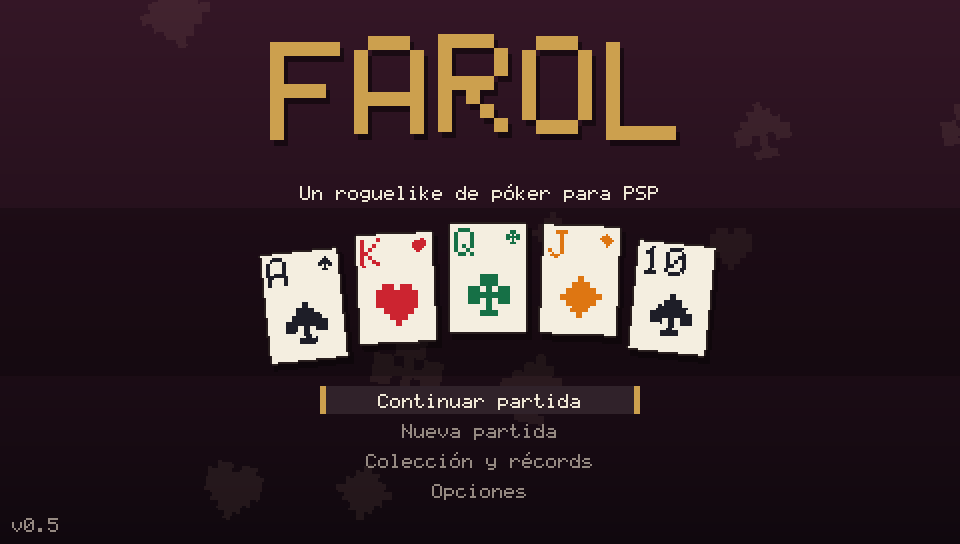 FAROL
Un roguelike de póker para PSP
A K Q J 10
Continuar partida
Nueva partida
Colección y récords
Opciones
v0.5